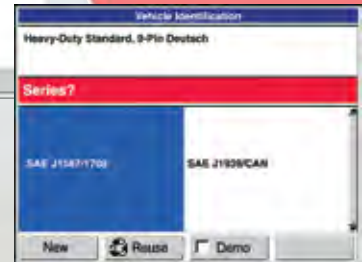 Vehicle Identification
Heavy-Duty Standard, 9-Pin Deutsch
Series?
SAE J1587/1708
SAE J1939/CAN
New
Reuse
Demo